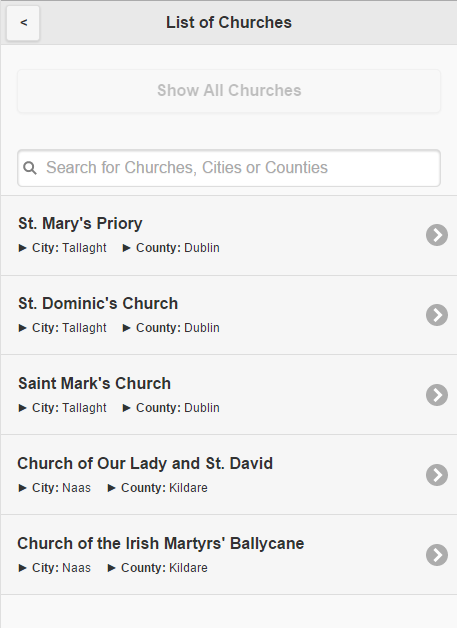 <
List of Churches
Show All Churches
Search for Churches, Cities or Counties
St. Mary's Priory
► City: Tallaght ► County: Dublin
St. Dominic's Church
► City: Tallaght ► County: Dublin
Saint Mark's Church
► City: Tallaght ► County: Dublin
Church of Our Lady and St. David
► City: Naas ► County: Kildare
Church of the Irish Martyrs' Ballycane
► City: Naas ► County: Kildare